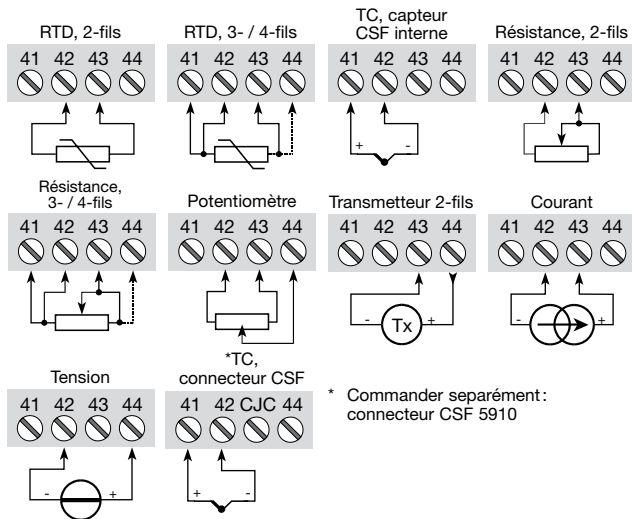 RTD, 2-fils
41 42 43 44
RTD, 3- / 4-fils
41 42 43 44
TC, capteur
CSF interne
41 42 43 44
+ -
Résistance, 2-fils
41 42 43 44
Résistance,
3- / 4-fils
41 42 43 44
Potentiomètre
41 42 43 44
Transmetteur 2-fils
41 42 43 44
- Tx +
Courant
41 42 43 44
- +
Tension
41 42 43 44
- +
*TC,
connecteur CSF
41 42 CJC 44
+ -
* Commander separément:
connecteur CSF 5910